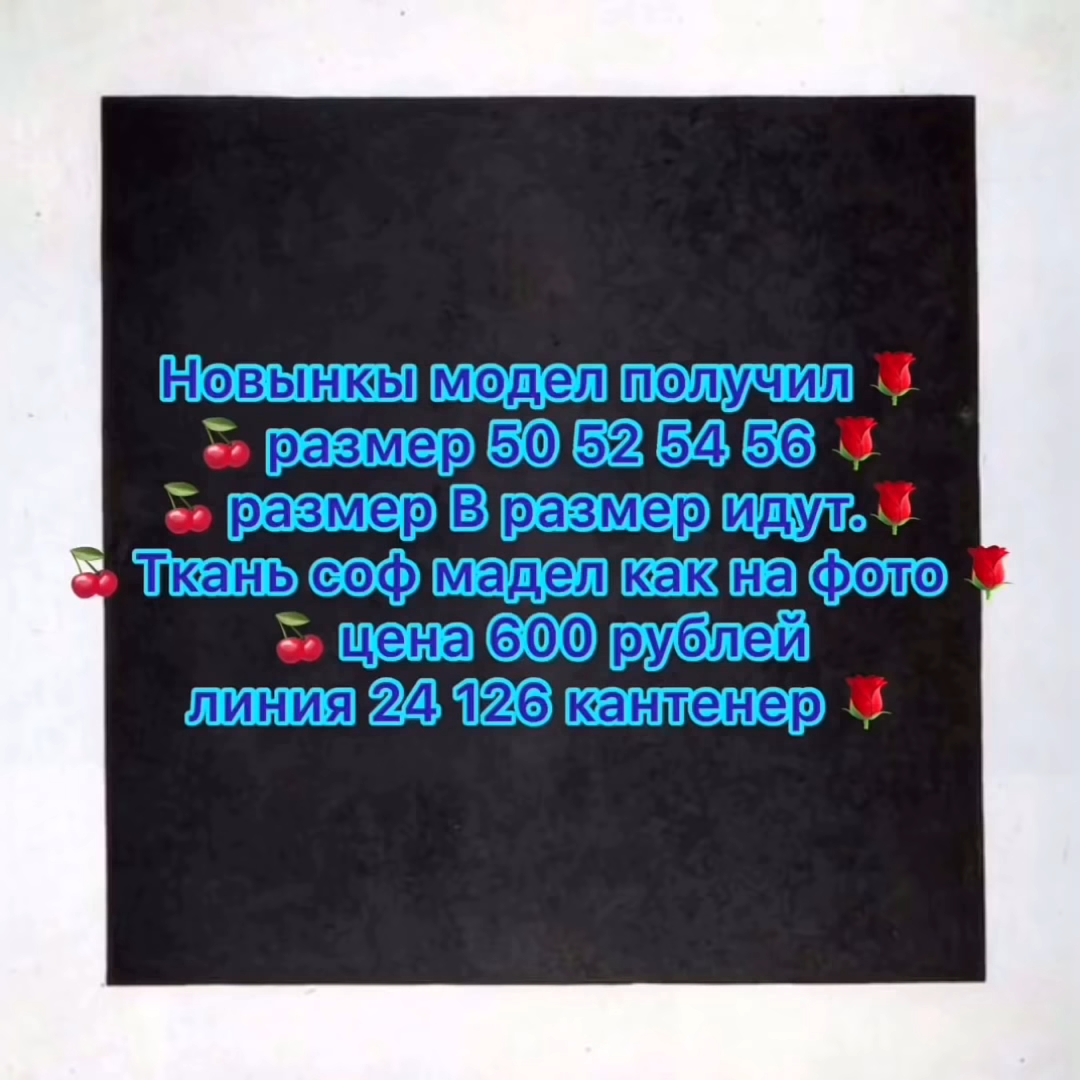 Новынкы модел получил 🌹
🍒 размер 50 52 54 56 🌹
🍒 размер В размер идут.🌹
🍒 Ткань соф мадел как на фото 🌹
🍒 цена 600 рублей
линия 24 126 кантенер 🌹